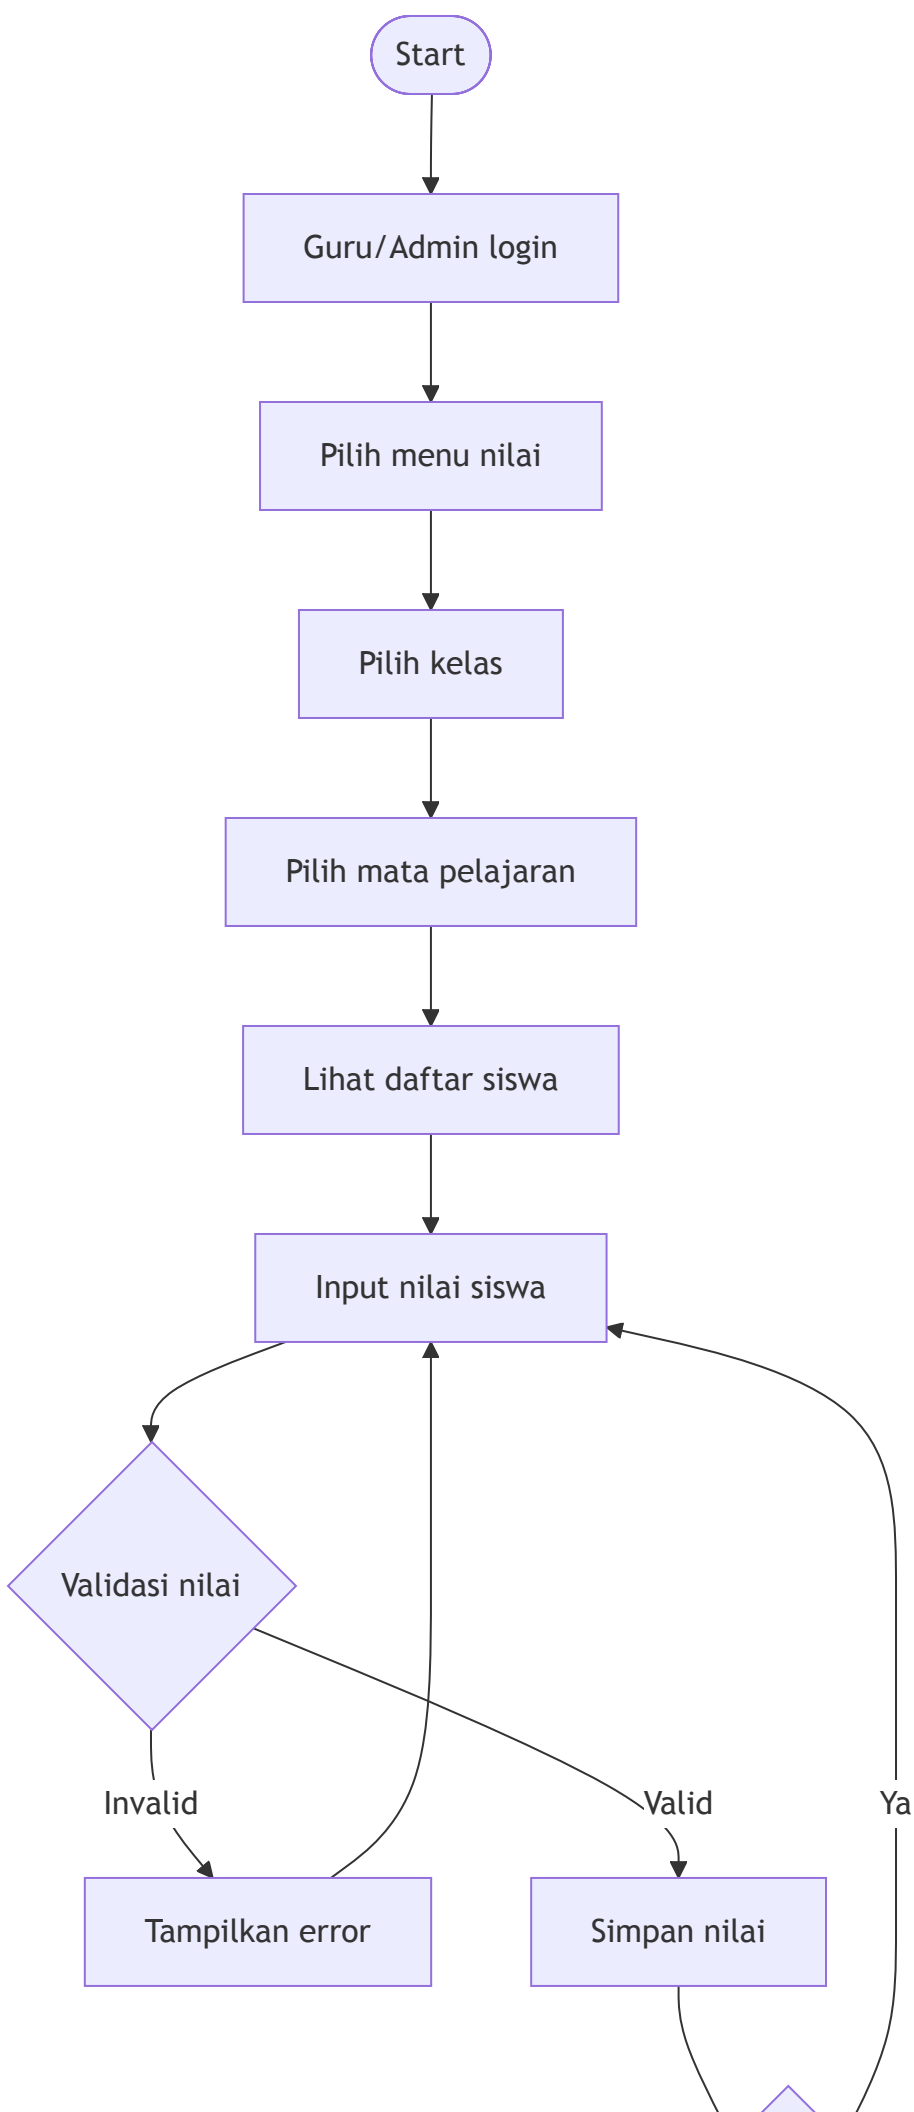 Start
Guru/Admin login
Pilih menu nilai
Pilih kelas
Pilih mata pelajaran
Lihat daftar siswa
Input nilai siswa
Validasi nilai
Invalid
Valid
Ya
Tampilkan error
Simpan nilai